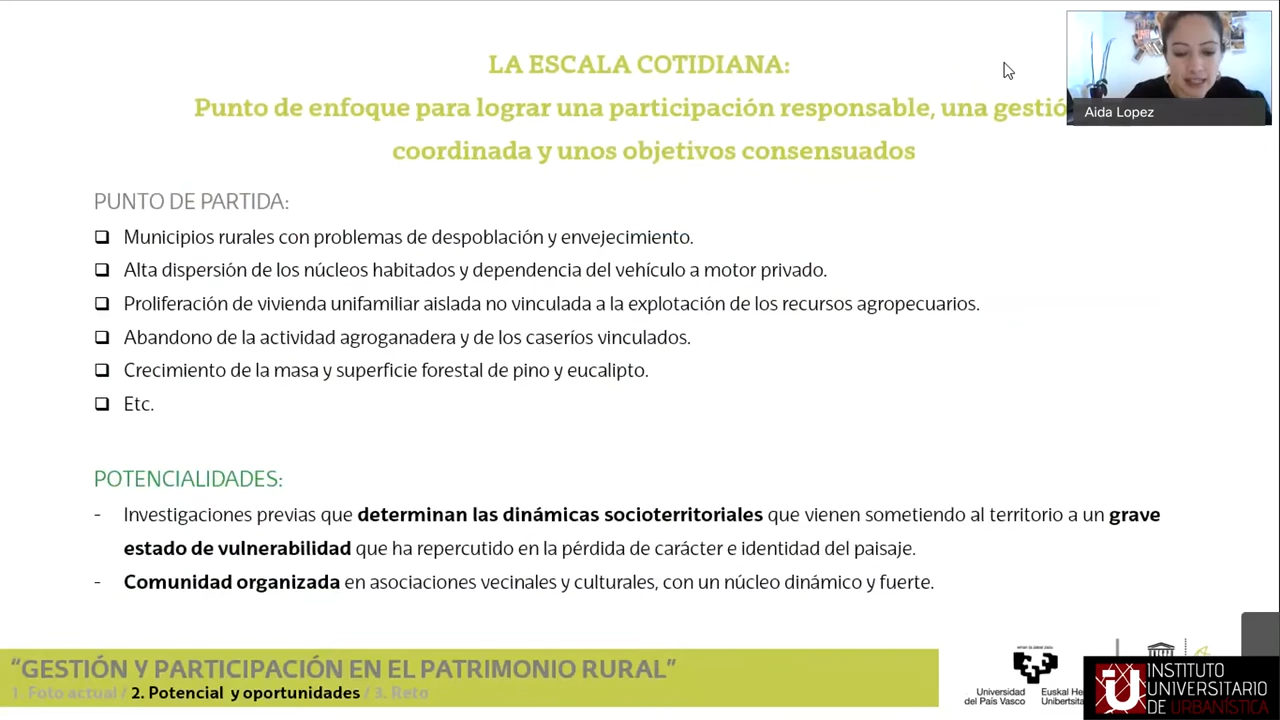 LA ESCALA COTIDIANA:
Punto de enfoque para lograr una participación responsable, una gestió
coordinada y unos objetivos consensuados
Aida Lopez
PUNTO DE PARTIDA:
❑ Municipios rurales con problemas de despoblación y envejecimiento.
❑ Alta dispersión de los núcleos habitados y dependencia del vehículo a motor privado.
❑ Proliferación de vivienda unifamiliar aislada no vinculada a la explotación de los recursos agropecuarios.
❑ Abandono de la actividad agroganadera y de los caseríos vinculados.
❑ Crecimiento de la masa y superficie forestal de pino y eucalipto.
❑ Etc.
POTENCIALIDADES:
- Investigaciones previas que determinan las dinámicas socioterritoriales que vienen sometiendo al territorio a un grave
estado de vulnerabilidad que ha repercutido en la pérdida de carácter e identidad del paisaje.
- Comunidad organizada en asociaciones vecinales y culturales, con un núcleo dinámico y fuerte.
“GESTIÓN Y PARTICIPACIÓN EN EL PATRIMONIO RURAL”
1. Foto actual / 2. Potencial y oportunidades / 3. Reto
Universidad Euskal He
del País Vasco Unibertsita
INSTITUTO
UNIVERSITARIO
DE URBANÍSTICA